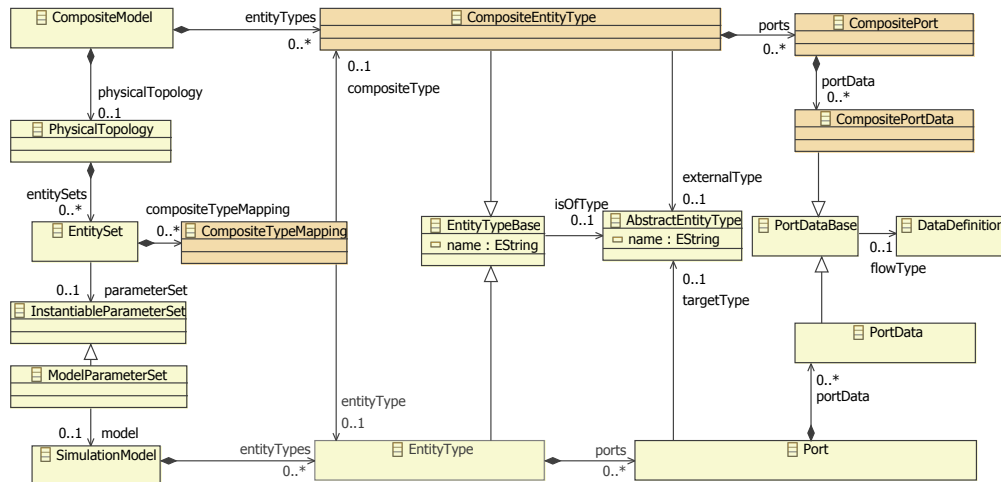 CompositeModel
entityTypes
0..*
CompositeEntityType
ports
0..*
CompositePort
physicalTopology
0..1
0..1
compositeType
portData
0..*
PhysicalTopology
CompositePortData
entitySets
0..*
compositeTypeMapping
0..*
externalType
0..1
EntitySet
CompositeTypeMapping
EntityTypeBase
name : EString
isOfType
0..1
AbstractEntityType
name : EString
PortDataBase
0..1
flowType
DataDefinition
0..1
parameterSet
0..1
targetType
InstantiableParameterSet
PortData
ModelParameterSet
0..*
portData
entityType
0..1
0..1
model
SimulationModel
entityTypes
0..*
EntityType
ports
0..*
Port